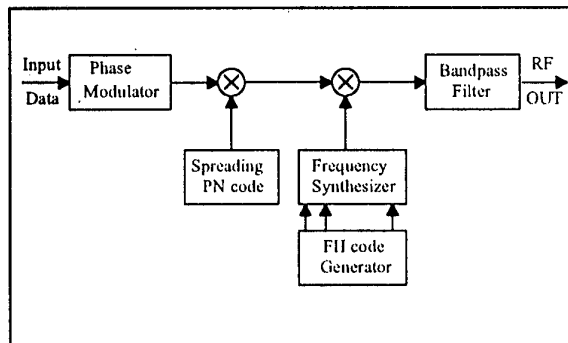 Input
Data
Phase
Modulator
Bandpass
Filter
RF
OUT
Spreading
PN code
Frequency
Synthesizer
FH code
Generator